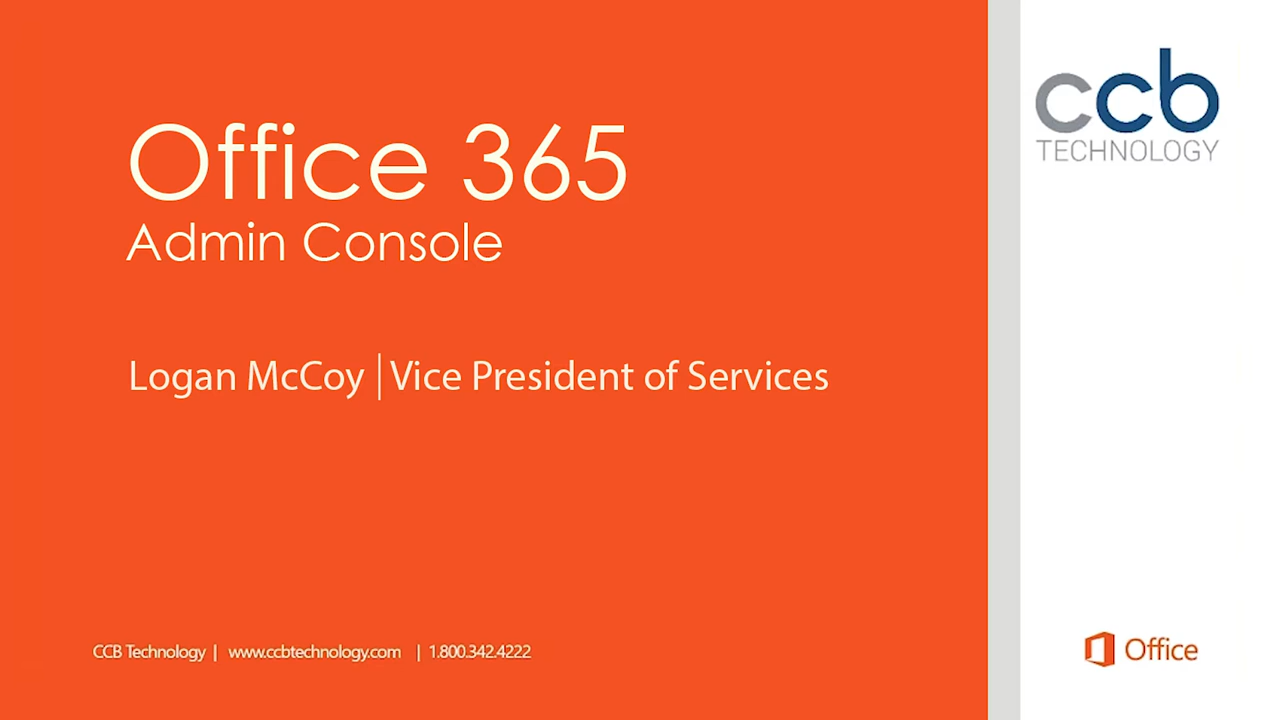 Office 365
Admin Console
Logan McCoy | Vice President of Services
CCB Technology | www.ccbtechnology.com | 1.800.342.4222
ccb
TECHNOLOGY
Office